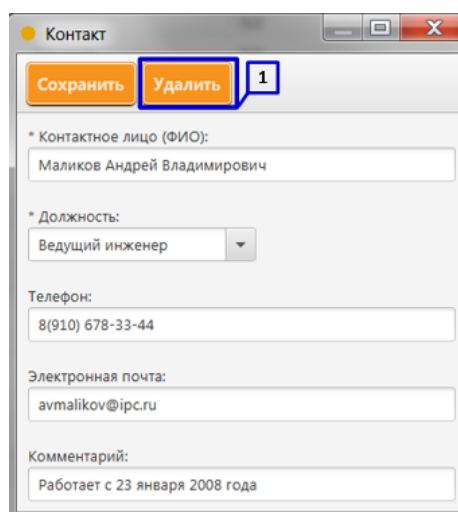 Контакт
Сохранить Удалить 1
* Контактное лицо (ФИО):
Маликов Андрей Владимирович
* Должность:
Ведущий инженер
Телефон:
8(910) 678-33-44
Электронная почта:
avmalikov@ipc.ru
Комментарий:
Работает с 23 января 2008 года